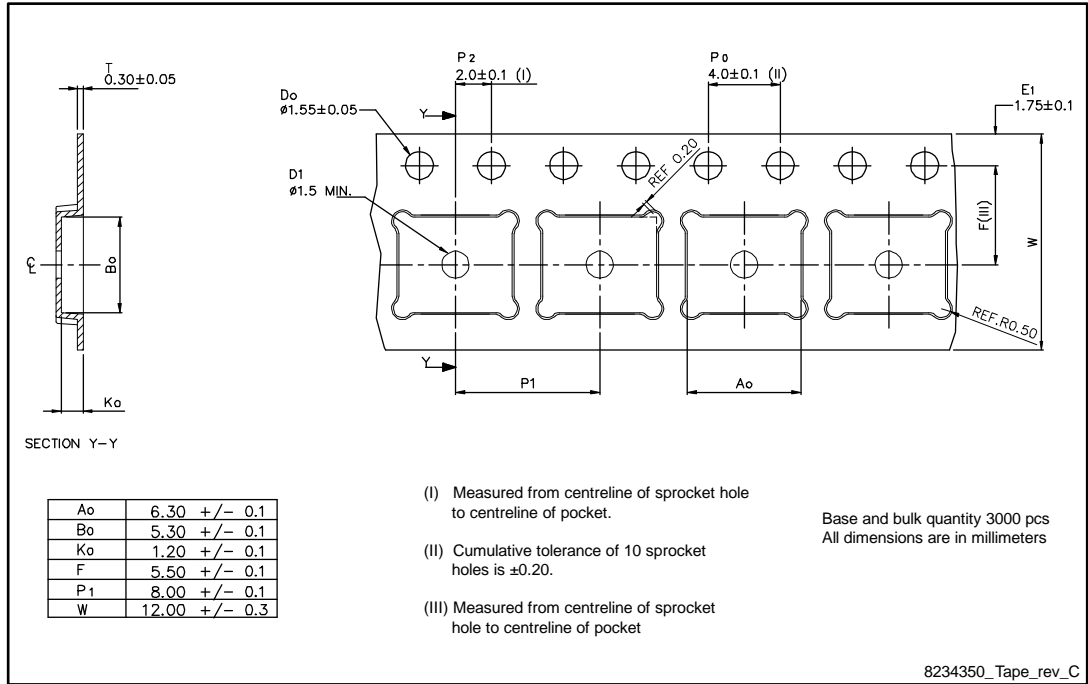 T
0.30±0.05
P2
2.0±0.1 (I)
P0
4.0±0.1 (II)
E1
1.75±0.1
Do
ø1.55±0.05
Y
D1
ø1.5 MIN.
REF 0.20
F(III)
W
Bo
CL
REF.R0.50
Y
P1
Ao
Ko
SECTION Y-Y
Ao 6.30 +/- 0.1
Bo 5.30 +/- 0.1
Ko 1.20 +/- 0.1
F 5.50 +/- 0.1
P1 8.00 +/- 0.1
W 12.00 +/- 0.3
(I) Measured from centreline of sprocket hole
to centreline of pocket.
(II) Cumulative tolerance of 10 sprocket
holes is ±0.20.
(III) Measured from centreline of sprocket
hole to centreline of pocket
Base and bulk quantity 3000 pcs
All dimensions are in millimeters
8234350_Tape_rev_C